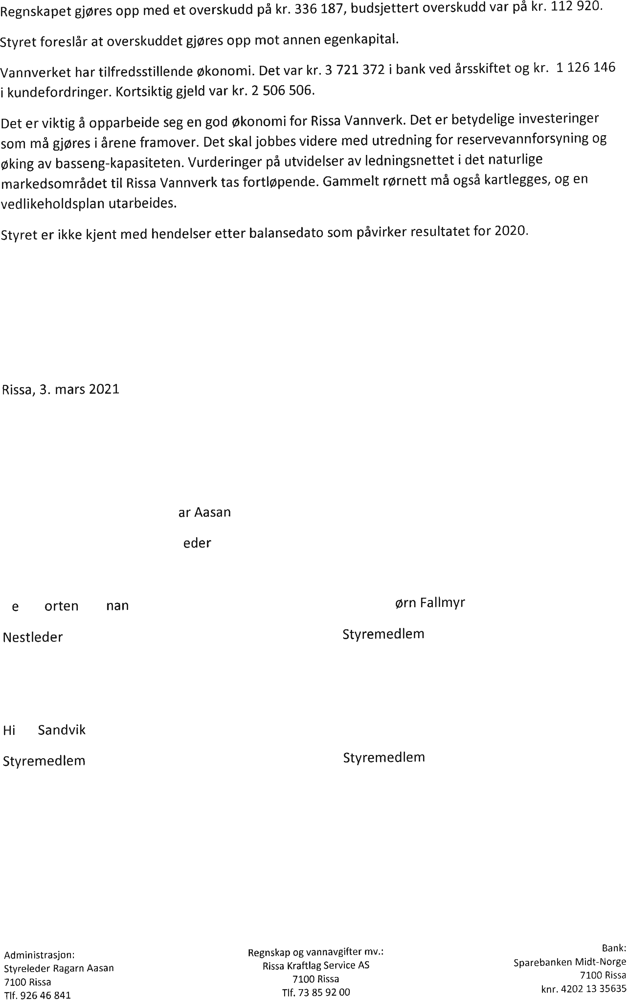 Regnskapet gjøres opp med et overskudd på kr. 336 187, budsjettert overskudd var på kr. 112 920.
Styret foreslår at overskuddet gjøres opp mot annen egenkapital.
Vannverket har tilfredsstillende økonomi. Det var kr. 3 721 372 i bank ved årsskiftet og kr. 1 126 146
i kundefordringer. Kortsiktig gjeld var kr. 2 506 506.
Det er viktig å opparbeide seg en god økonomi for Rissa Vannverk. Det er betydelige investeringer
som må gjøres i årene framover. Det skal jobbes videre med utredning for reservevannforsyning og
øking av basseng-kapasiteten. Vurderinger på utvidelser av ledningsnettet i det naturlige
markedsområdet til Rissa Vannverk tas fortløpende. Gammelt rørnett må også kartlegges, og en
vedlikeholdsplan utarbeides.
Styret er ikke kjent med hendelser etter balansedato som påvirker resultatet for 2020.
Rissa, 3. mars 2021
ar Aasan
eder
e orten nan
ørn Fallmyr
Nestleder
Styremedlem
Hi Sandvik
Styremedlem
Styremedlem
Administrasjon:
Styreleder Ragarn Aasan
7100 Rissa
Tlf. 926 46 841
Regnskap og vannavgifter mv.:
Rissa Kraftlag Service AS
7100 Rissa
Tlf. 73 85 92 00
Bank:
Sparebanken Midt-Norge
7100 Rissa
knr. 4202 13 35635